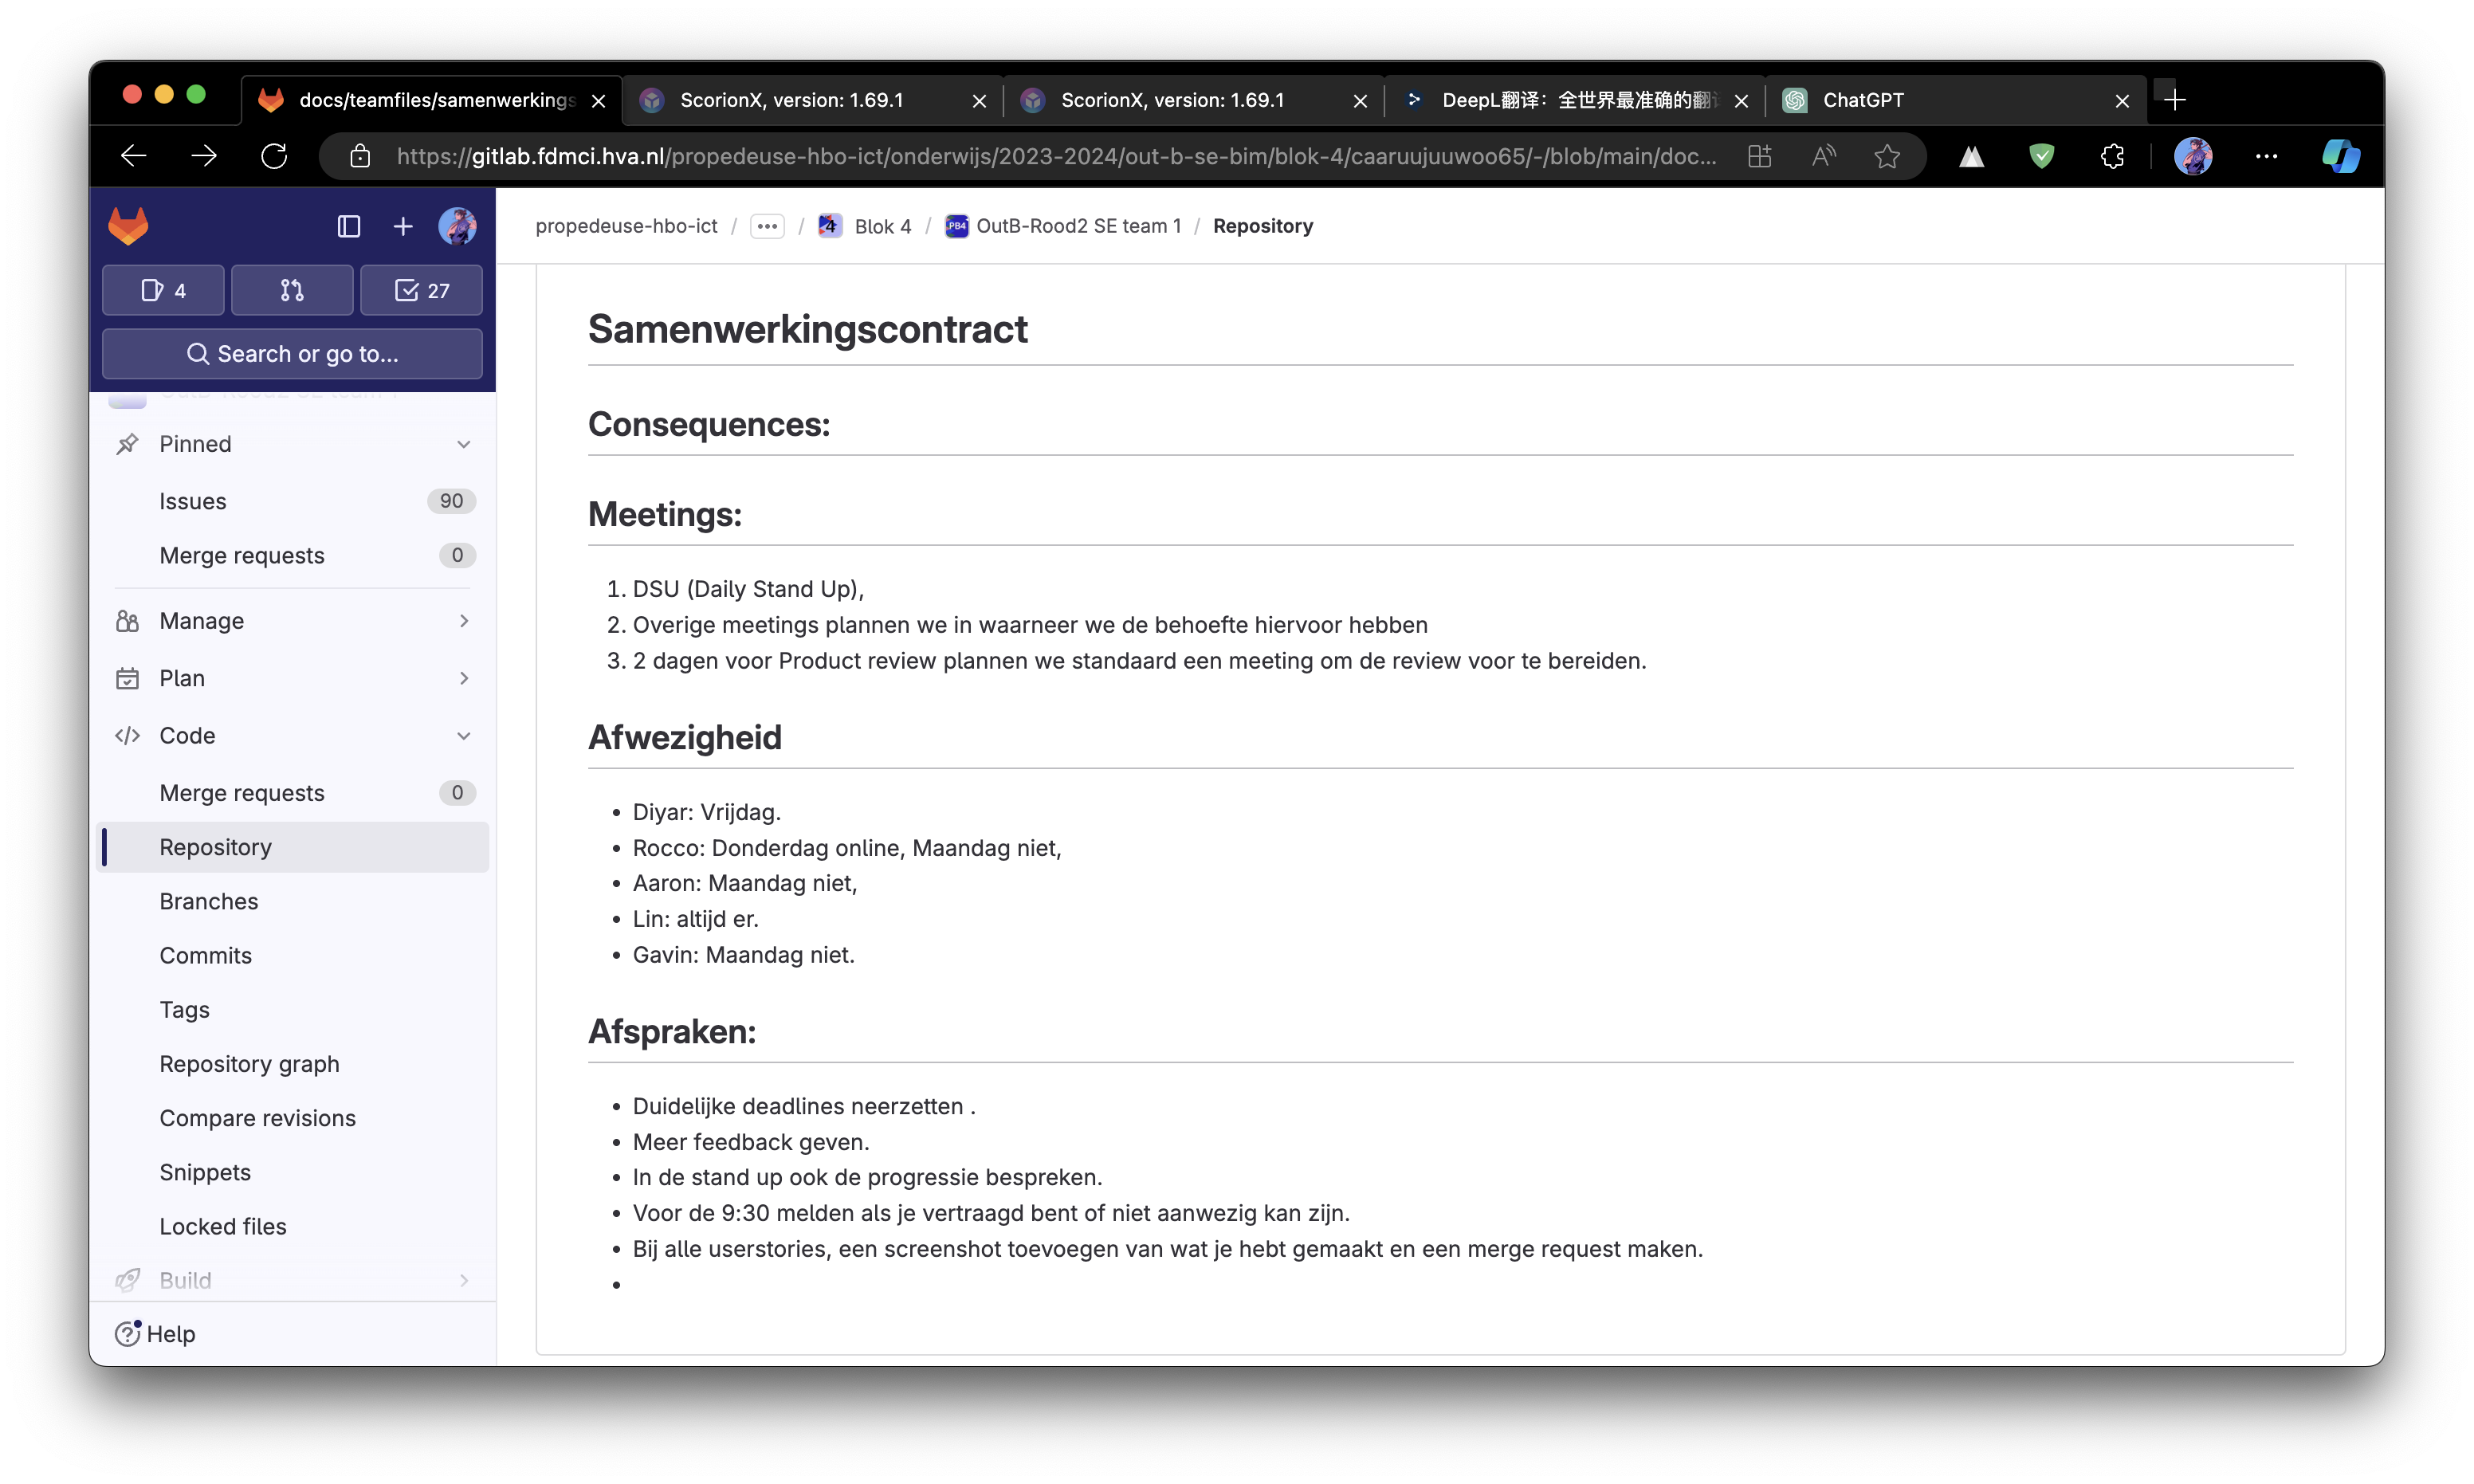 docs/teamfiles/samenwerkings
ScorionX, version: 1.69.1
ScorionX, version: 1.69.1
DeepL翻译：全世界最准确的翻
ChatGPT
https://gitlab.fdmci.hva.nl/propedeuse-hbo-ict/onderwijs/2023-2024/out-b-se-bim/blok-4/caaruujuuwoo65/-/blob/main/doc...
propedeuse-hbo-ict / ... / 4 Blok 4 / PB4 OutB-Rood2 SE team 1 / Repository
4
27
Search or go to...
Pinned
Issues 90
Merge requests 0
Manage
Plan
Code
Merge requests 0
Repository
Branches
Commits
Tags
Repository graph
Compare revisions
Snippets
Locked files
Build
Help
Samenwerkingscontract
Consequences:
Meetings:
1. DSU (Daily Stand Up),
2. Overige meetings plannen we in waarneer we de behoefte hiervoor hebben
3. 2 dagen voor Product review plannen we standaard een meeting om de review voor te bereiden.
Afwezigheid
• Diyar: Vrijdag.
• Rocco: Donderdag online, Maandag niet,
• Aaron: Maandag niet,
• Lin: altijd er.
• Gavin: Maandag niet.
Afspraken:
• Duidelijke deadlines neerzetten .
• Meer feedback geven.
• In de stand up ook de progressie bespreken.
• Voor de 9:30 melden als je vertraagd bent of niet aanwezig kan zijn.
• Bij alle userstories, een screenshot toevoegen van wat je hebt gemaakt en een merge request maken.
•